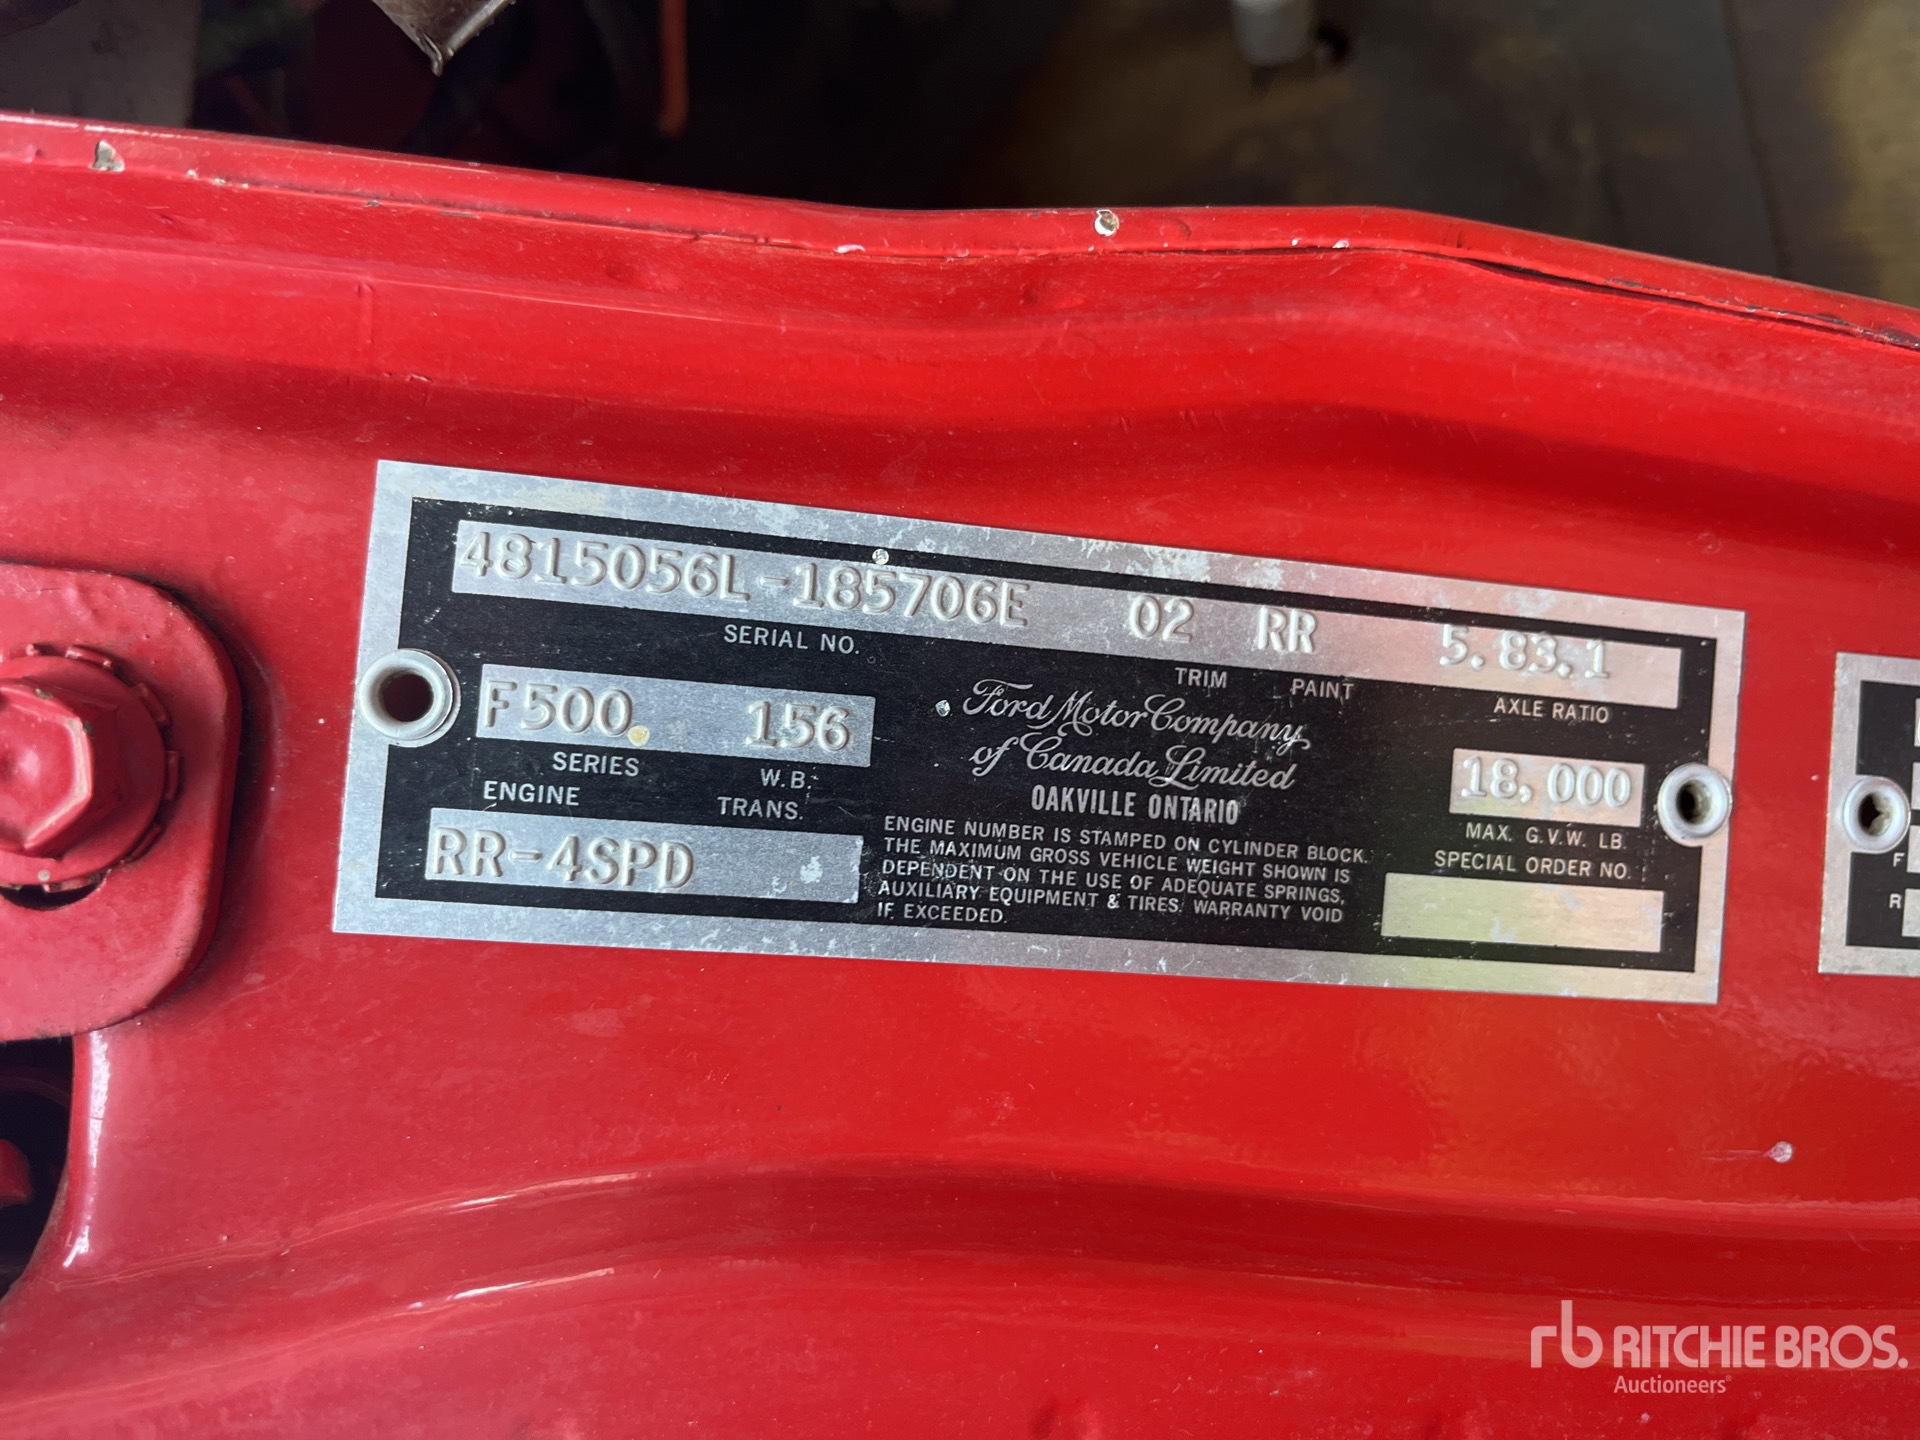 4815056L-185706E 02 RR 5.83.1
SERIAL NO. TRIM PAINT AXLE RATIO
F500. 156
SERIES W.B.
ENGINE TRANS.
RR-4SPD
Ford Motor Company
of Canada Limited
OAKVILLE ONTARIO
ENGINE NUMBER IS STAMPED ON CYLINDER BLOCK.
THE MAXIMUM GROSS VEHICLE WEIGHT SHOWN IS
DEPENDENT ON THE USE OF ADEQUATE SPRINGS,
AUXILIARY EQUIPMENT & TIRES. WARRANTY VOID
IF EXCEEDED.
18,000
MAX. G.V.W. LB.
SPECIAL ORDER NO.
F
R
rb RITCHIE BROS.
Auctioneers